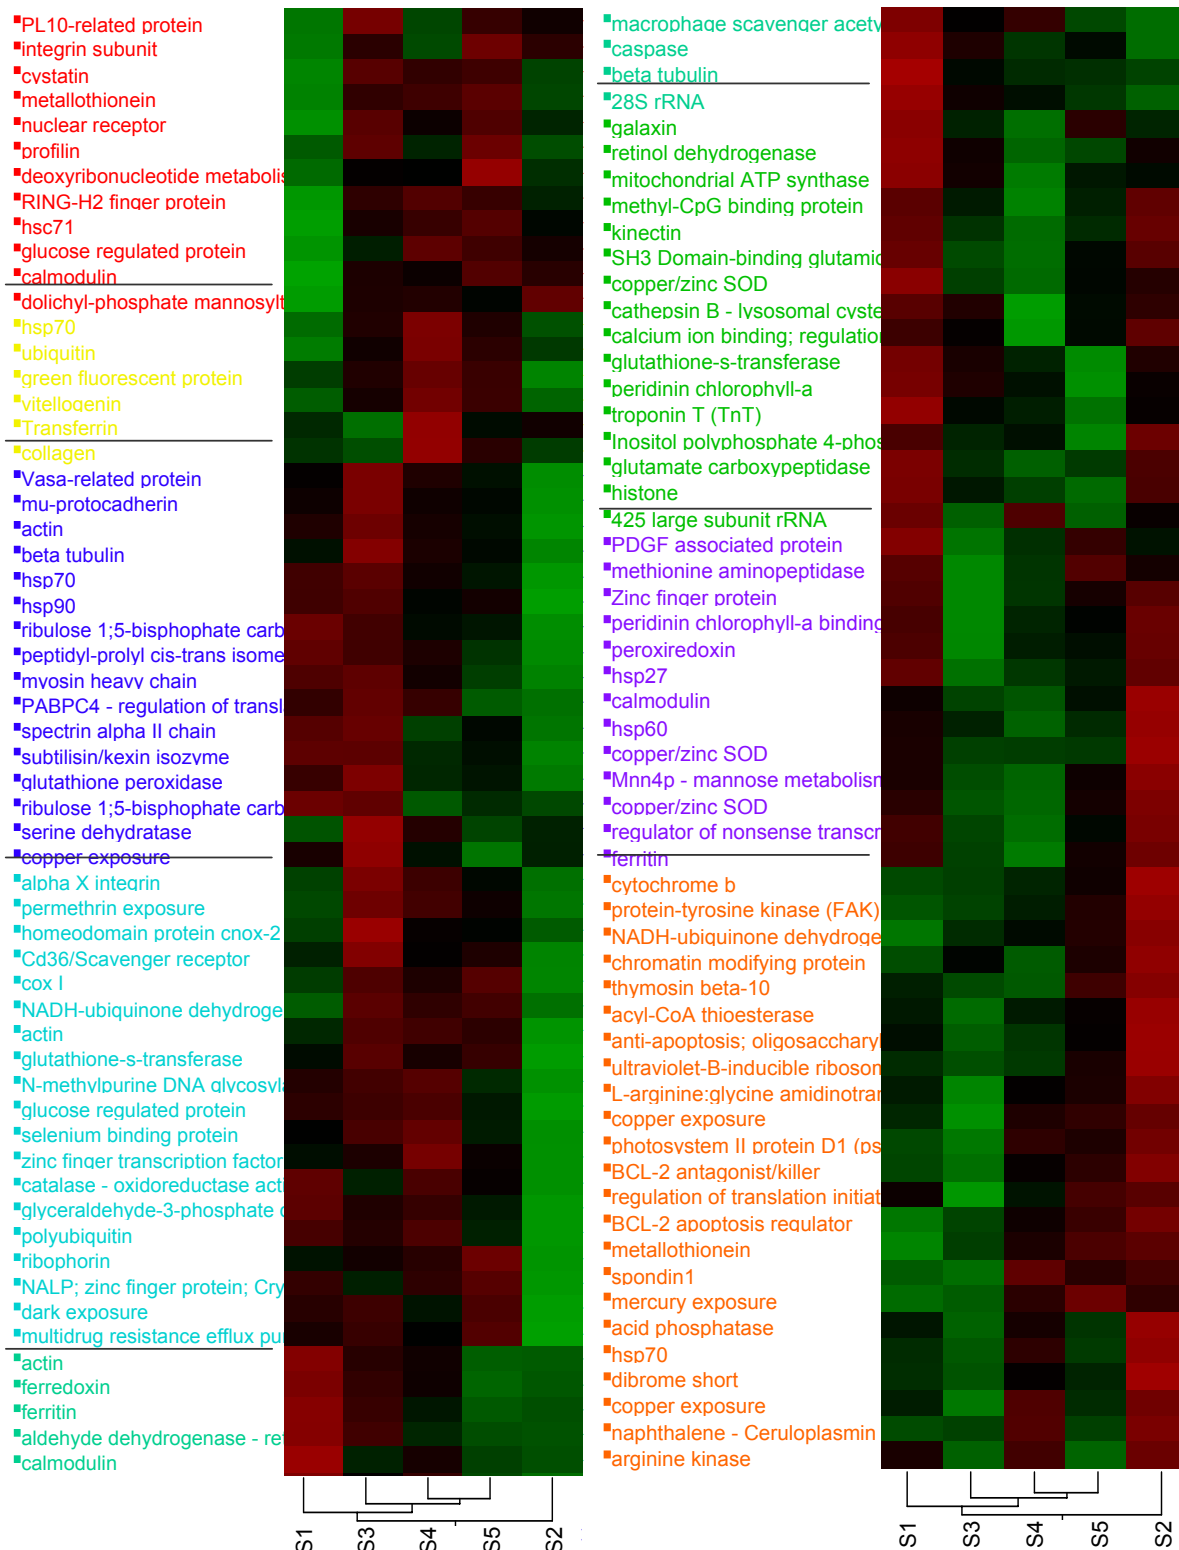 PL10-related protein
integrin subunit
cystatin
metallothionein
nuclear receptor
profilin
deoxyribonucleotide metabolis
RING-H2 finger protein
hsc71
glucose regulated protein
calmodulin
dolichyl-phosphate mannosylt
hsp70
ubiquitin
green fluorescent protein
vitellogenin
Transferrin
collagen
Vasa-related protein
mu-protocadherin
actin
beta tubulin
hsp70
hsp90
ribulose 1;5-bisphophate carb
peptidyl-prolyl cis-trans isome
myosin heavy chain
PABPC4 - regulation of transl
spectrin alpha II chain
subtilisin/kexin isozyme
glutathione peroxidase
ribulose 1;5-bisphophate carb
serine dehydratase
copper exposure
alpha X integrin
permethrin exposure
homeodomain protein cnox-2
Cd36/Scavenger receptor
cox I
NADH-ubiquinone dehydroge
actin
glutathione-s-transferase
N-methylpurine DNA glycosyla
glucose regulated protein
selenium binding protein
zinc finger transcription factor
catalase - oxidoreductase acti
glyceraldehyde-3-phosphate d
polyubiquitin
ribophorin
NALP; zinc finger protein; Cry
dark exposure
multidrug resistance efflux pu
actin
ferredoxin
ferritin
aldehyde dehydrogenase - ret
calmodulin
S1 S3 S4 S5 S2
macrophage scavenger acety
caspase
beta tubulin
28S rRNA
galaxin
retinol dehydrogenase
mitochondrial ATP synthase
methyl-CpG binding protein
kinectin
SH3 Domain-binding glutamic
copper/zinc SOD
cathepsin B - lysosomal cyste
calcium ion binding; regulation
glutathione-s-transferase
peridinin chlorophyll-a
troponin T (TnT)
Inositol polyphosphate 4-phos
glutamate carboxypeptidase
histone
425 large subunit rRNA
PDGF associated protein
methionine aminopeptidase
Zinc finger protein
peridinin chlorophyll-a binding
peroxiredoxin
hsp27
calmodulin
hsp60
copper/zinc SOD
Mnn4p - mannose metabolism
copper/zinc SOD
regulator of nonsense transcr
ferritin
cytochrome b
protein-tyrosine kinase (FAK)
NADH-ubiquinone dehydroge
chromatin modifying protein
thymosin beta-10
acyl-CoA thioesterase
anti-apoptosis; oligosaccharyl
ultraviolet-B-inducible ribosom
L-arginine:glycine amidinotran
copper exposure
photosystem II protein D1 (ps
BCL-2 antagonist/killer
regulation of translation initiat
BCL-2 apoptosis regulator
metallothionein
spondin1
mercury exposure
acid phosphatase
hsp70
dibrome short
copper exposure
naphthalene - Ceruloplasmin
arginine kinase
S1 S3 S4 S5 S2